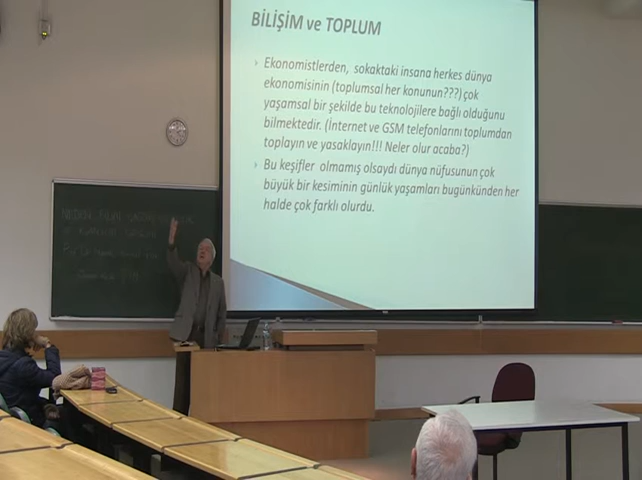 BİLİŞİM ve TOPLUM
Ekonomistlerden, sokaktaki insana herkes dünya
ekonomisinin (toplumsal her konunun???) çok
yaşamsal bir şekilde bu teknolojilere bağlı olduğunu
bilmektedir. (İnternet ve GSM telefonlarını toplumdan
toplayın ve yasaklayın!!! Neler olur acaba?)
Bu keşifler olmamış olsaydı dünya nüfusunun çok
büyük bir kesiminin günlük yaşamları bugünkünden her
halde çok farklı olurdu.
NEDEN